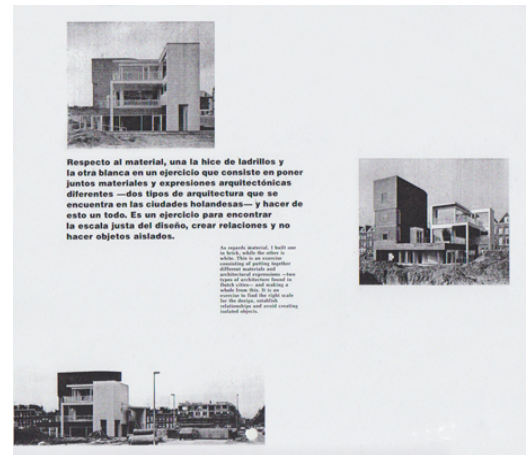 Respecto al material, una la hice de ladrillos y
la otra blanca en un ejercicio que consiste en poner
juntos materiales y expresiones arquitectónicas
diferentes —dos tipos de arquitectura que se
encuentra en las ciudades holandesas— y hacer de
esto un todo. Es un ejercicio para encontrar
la escala justa del diseño, crear relaciones y no
hacer objetos aislados.
As regards material, I built one
in brick, while the other is
white. This is an exercise
consisting of putting together
different materials and
architectural expressions —two
types of architecture found in
Dutch cities— and making a
whole from this. It is an
exercise to find the right scale
for the design, establish
relationships and avoid creating
isolated objects.